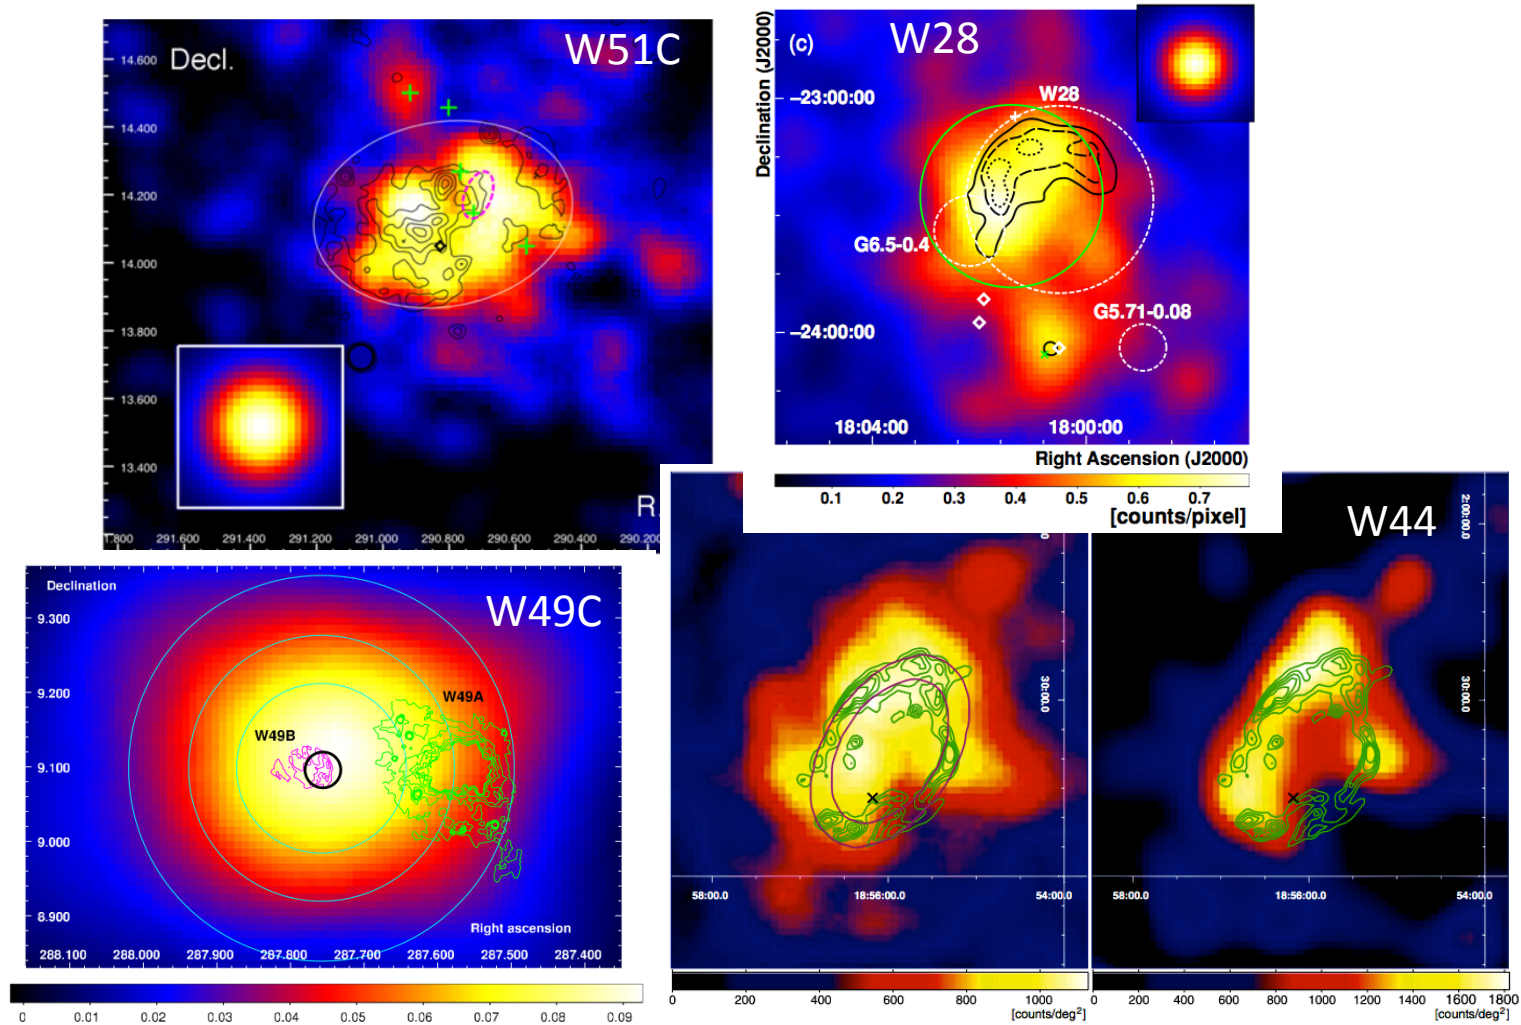 W51C
Decl.
14.600
14.400
14.200
14.000
13.800
13.600
13.400
R.
.800 291.600 291.400 291.200 291.000 290.800 290.600 290.400 290.200
(c)
W28
Declination (J2000)
−23:00:00
−24:00:00
W28
G6.5-0.4
G5.71-0.08
18:04:00 18:00:00
Right Ascension (J2000)
0.1 0.2 0.3 0.4 0.5 0.6 0.7
[counts/pixel]
Declination
W49C
9.300
9.200
9.100
9.000
8.900
W49A
W49B
Right ascension
288.100 288.000 287.900 287.800 287.700 287.600 287.500 287.400
0 0.01 0.02 0.03 0.04 0.05 0.06 0.07 0.08 0.09
W44
0
30:00.0
58:00.0 18:56:00.0 54:00.0
0 200 400 600 800 1000
[counts/deg2]
2:00:00.0
30:00.0
58:00.0 18:56:00.0 54:00.0
0 200 400 600 800 1000 1200 1400 1600 1800
[counts/deg2]